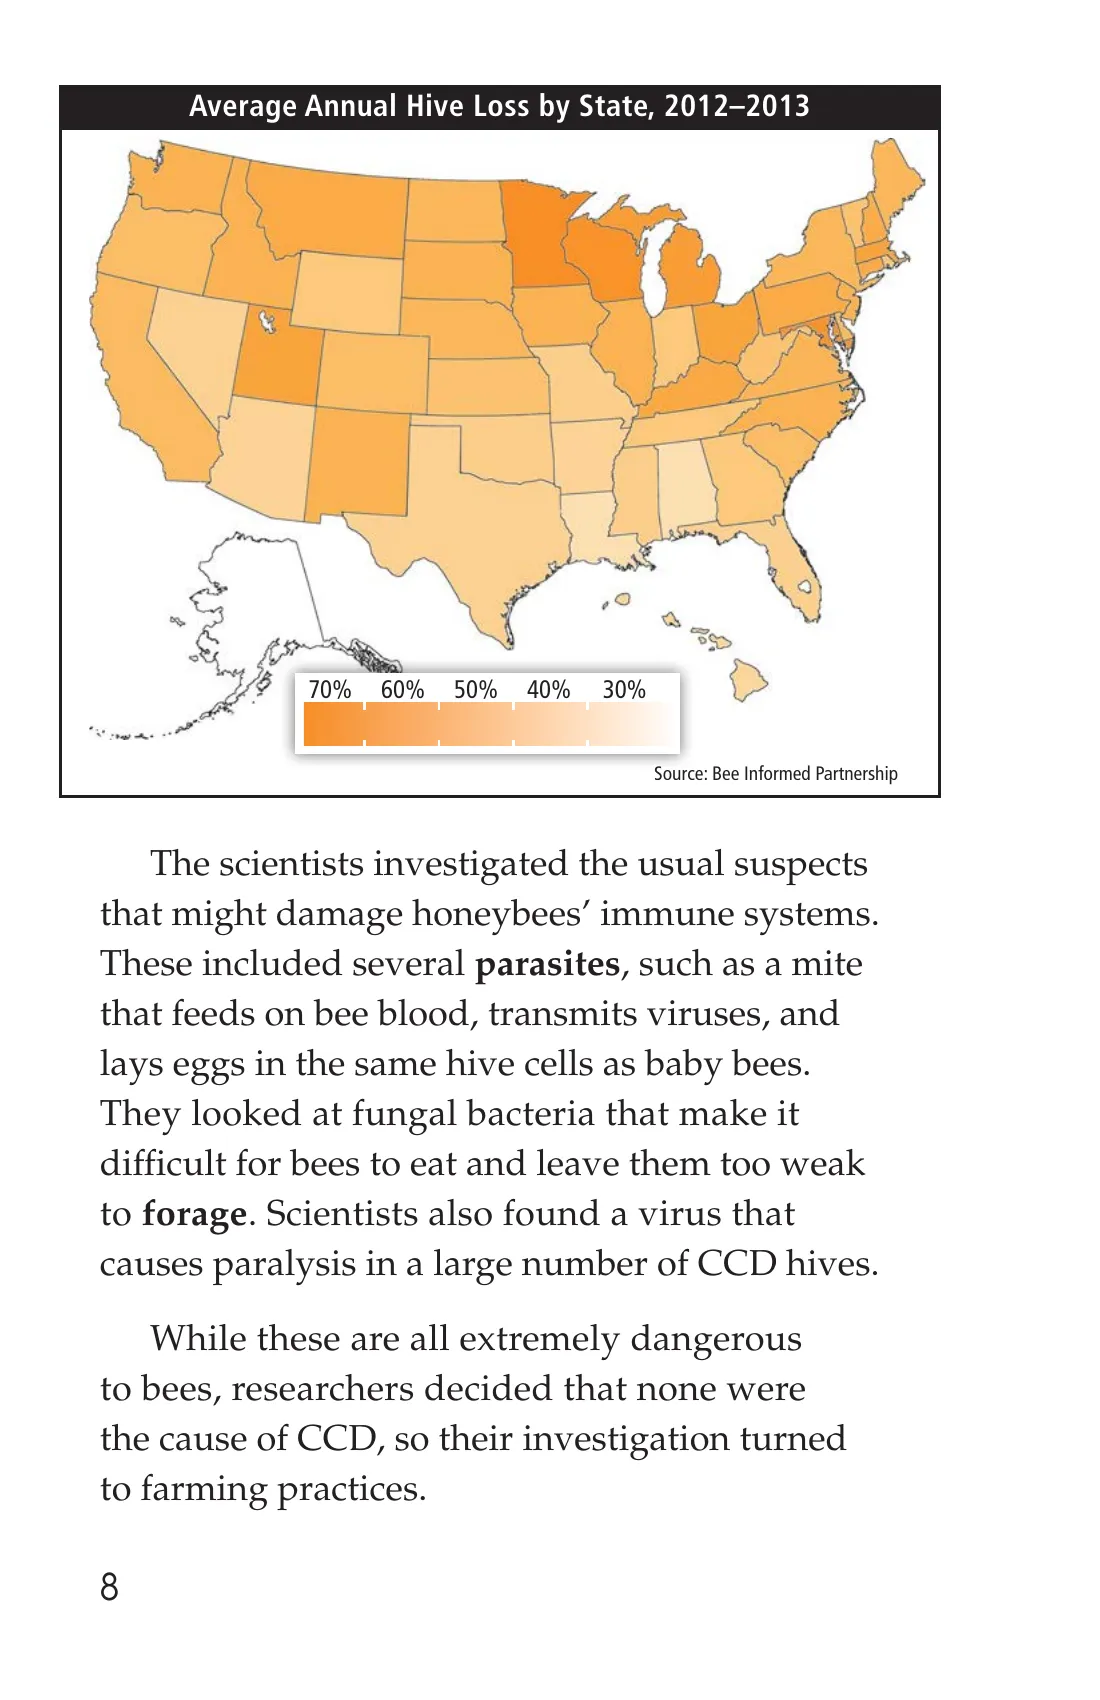 Average Annual Hive Loss by State, 2012–2013
70% 60% 50% 40% 30%
Source: Bee Informed Partnership
The scientists investigated the usual suspects
that might damage honeybees’ immune systems.
These included several parasites, such as a mite
that feeds on bee blood, transmits viruses, and
lays eggs in the same hive cells as baby bees.
They looked at fungal bacteria that make it
difficult for bees to eat and leave them too weak
to forage. Scientists also found a virus that
causes paralysis in a large number of CCD hives.
While these are all extremely dangerous
to bees, researchers decided that none were
the cause of CCD, so their investigation turned
to farming practices.
8